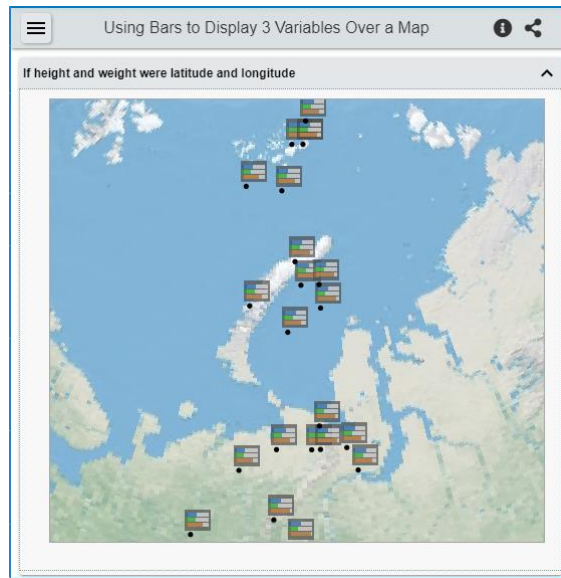 Using Bars to Display 3 Variables Over a Map
If height and weight were latitude and longitude